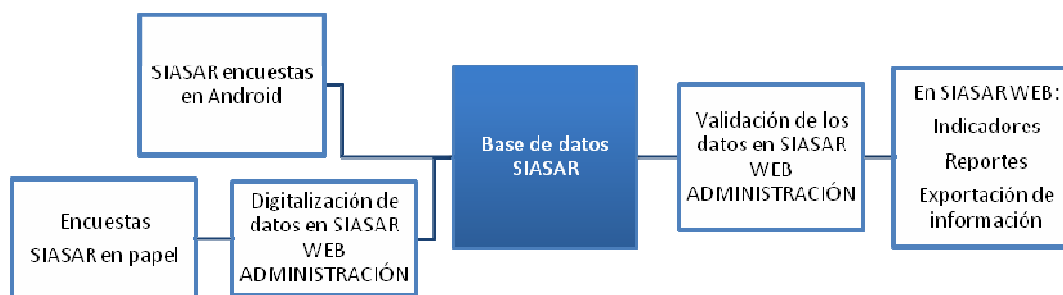 SIASAR encuestas
en Android
Encuestas
SIASAR en papel
Digitalización de
datos en SIASAR
WEB
ADMINISTRACIÓN
Base de datos
SIASAR
Validación de los
datos en SIASAR
WEB
ADMINISTRACIÓN
En SIASAR WEB:
Indicadores
Reportes
Exportación de
información